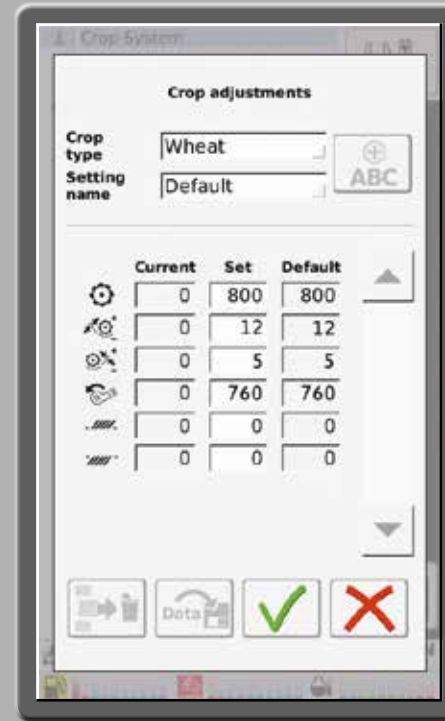 Crop System
Crop adjustments
Crop type
Wheat
ABC
Setting name
Default
Current Set Default
0 800 800
0 12 12
0 5 5
0 760 760
0 0 0
0 0 0
Data